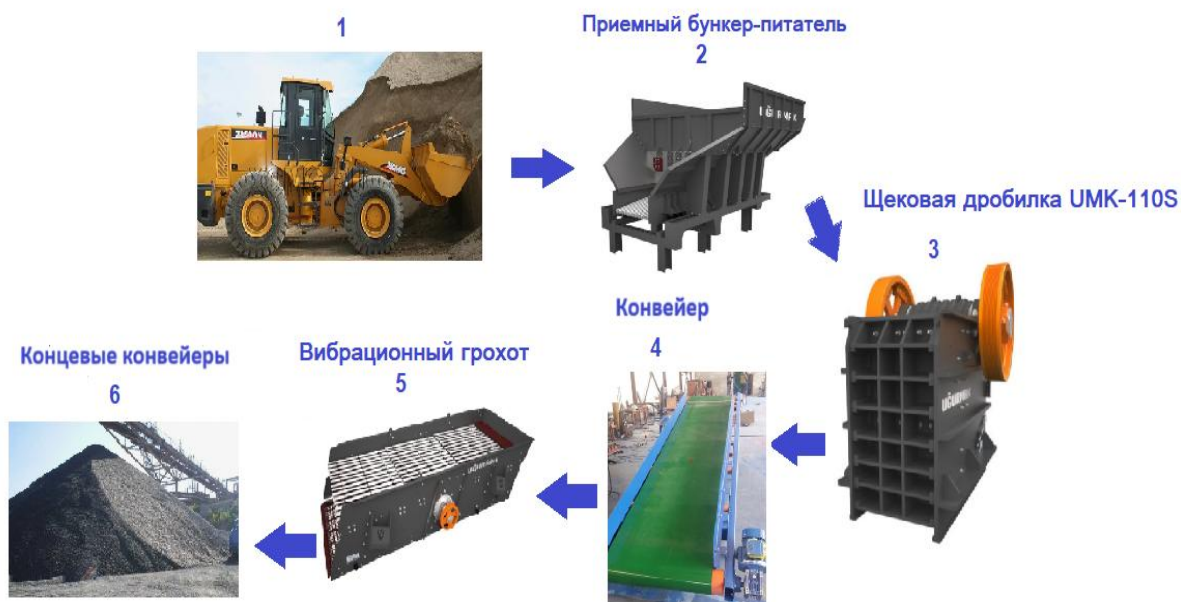 1
Приемный бункер-питатель
2
Щековая дробилка UMK-110S
3
Конвейер
4
Вибрационный грохот
5
Концевые конвейеры
6